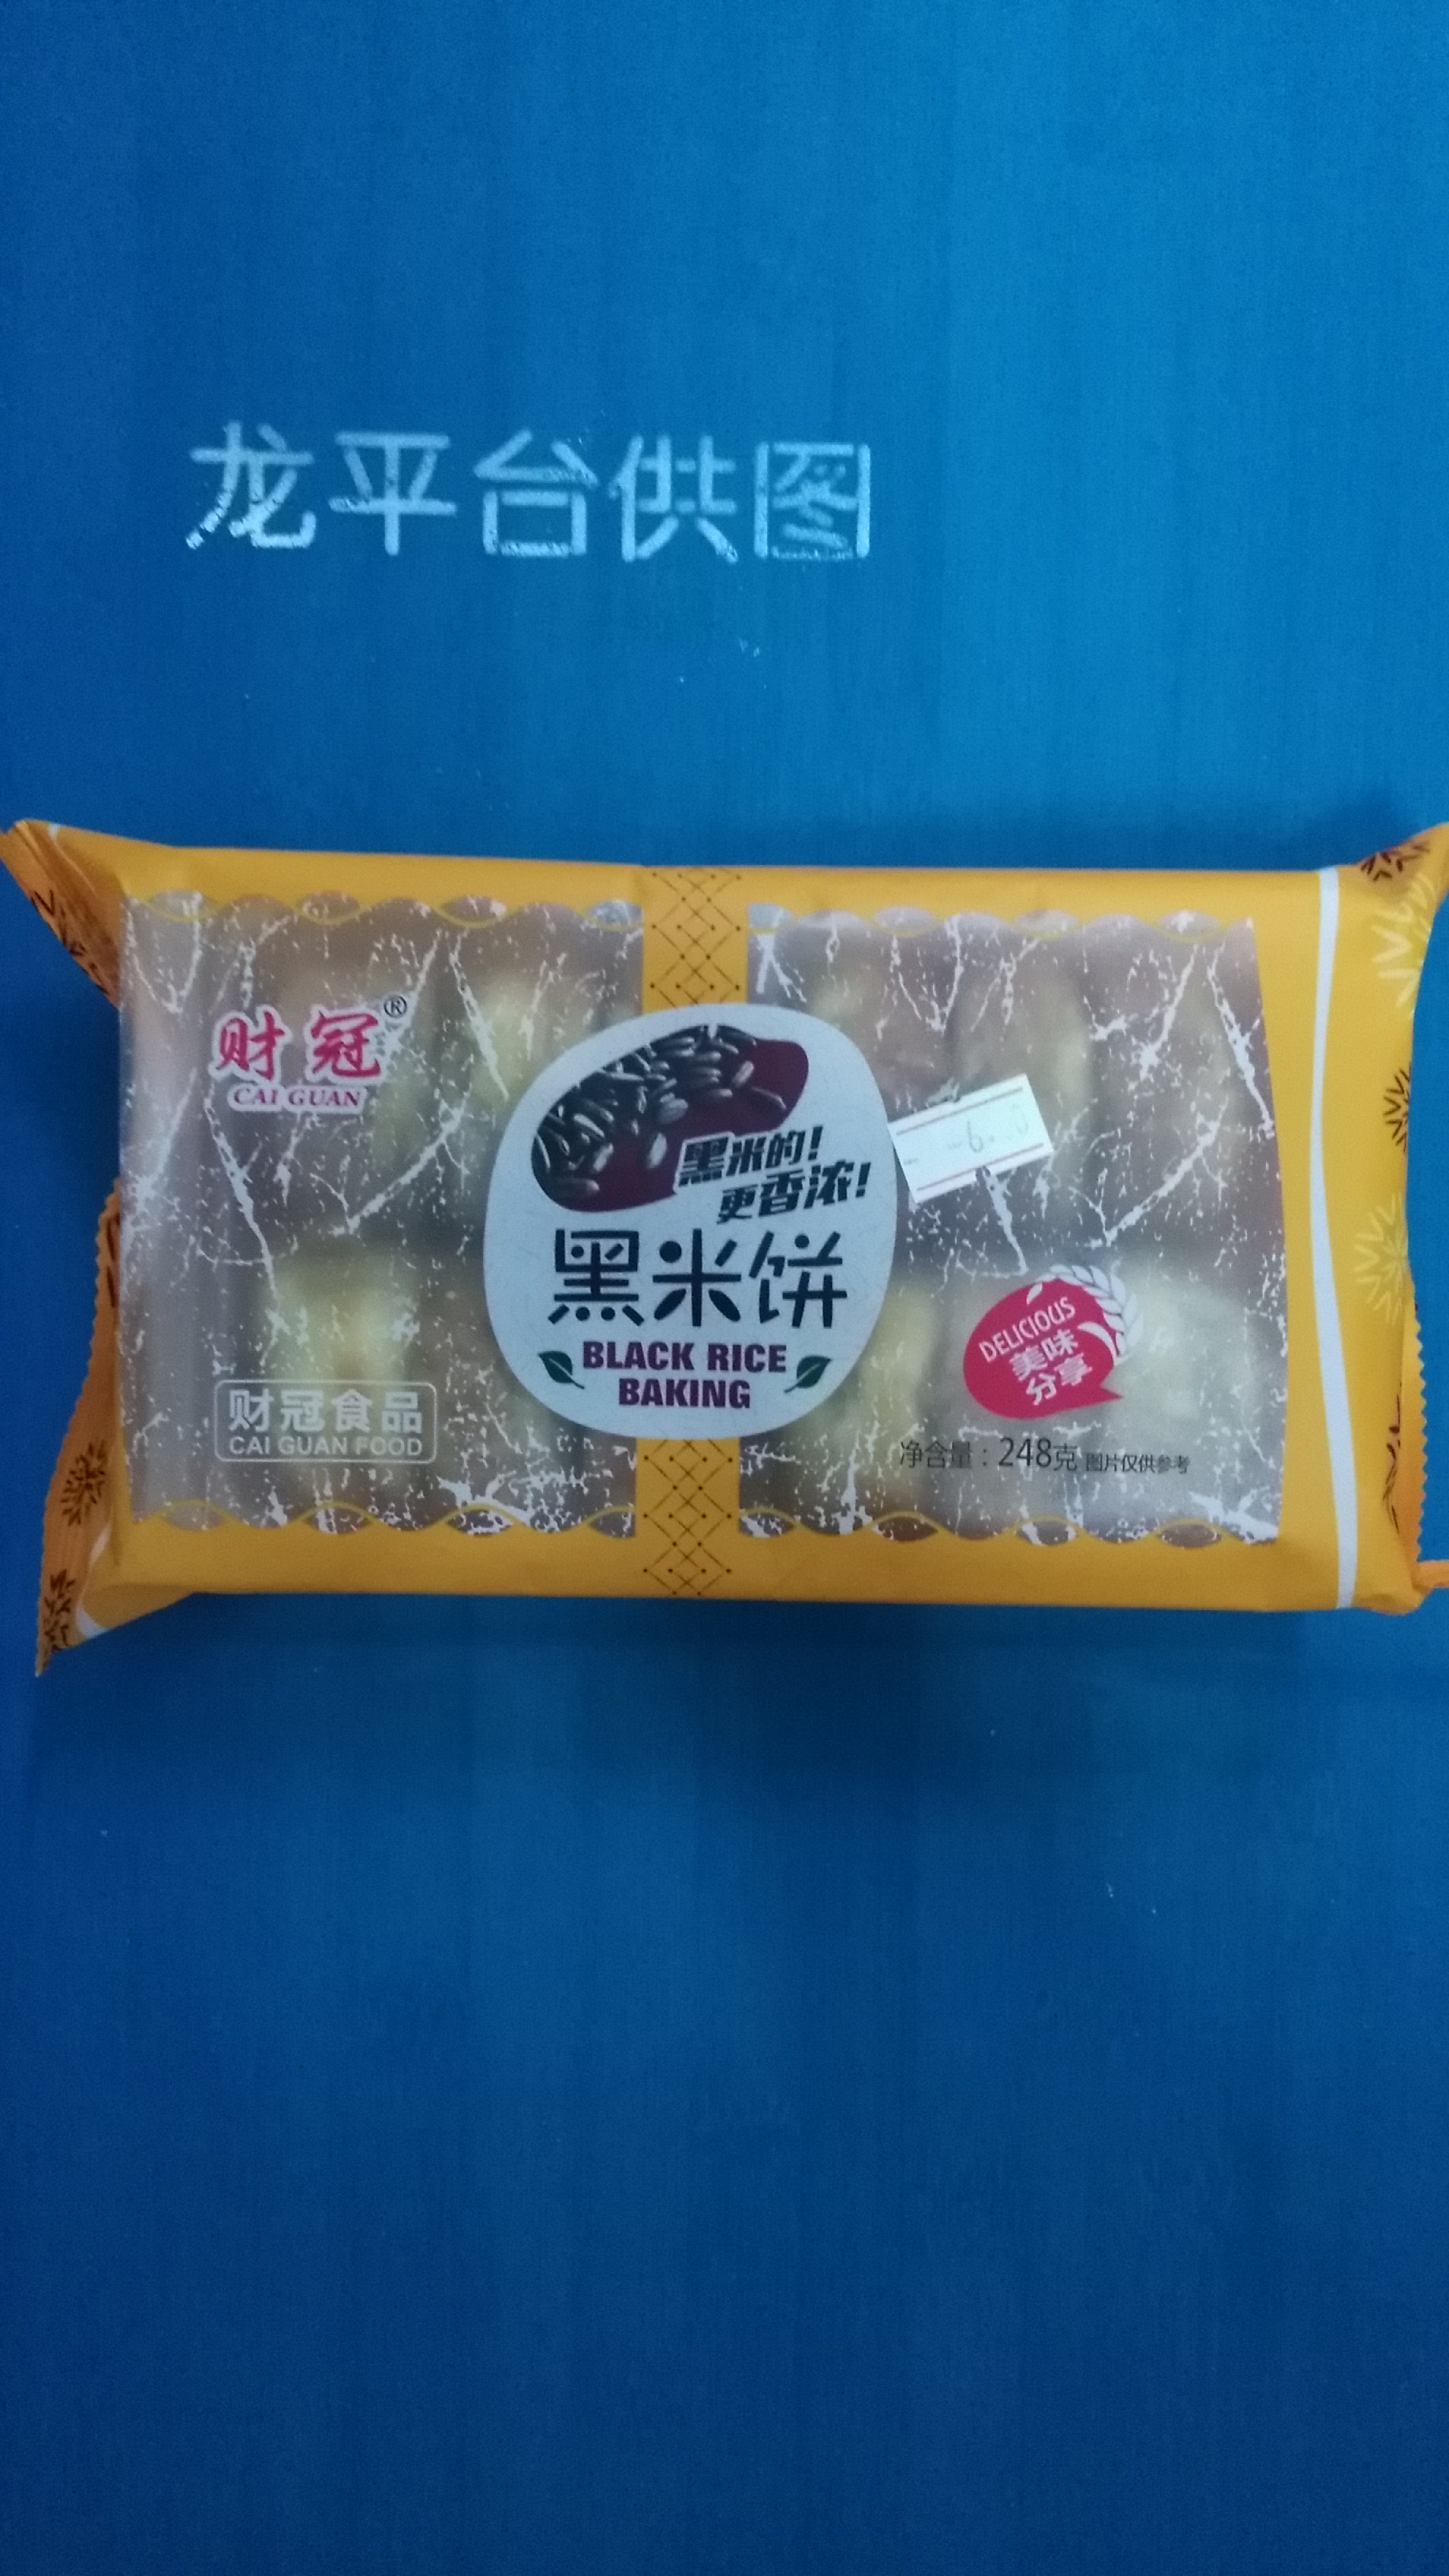 龙平台供图
财冠®
CAI GUAN
黑米的!
更香浓!
黑米饼
BLACK RICE
BAKING
DELICIOUS
美味
分享
财冠食品
CAI GUAN FOOD
净含量：248克 图片仅供参考